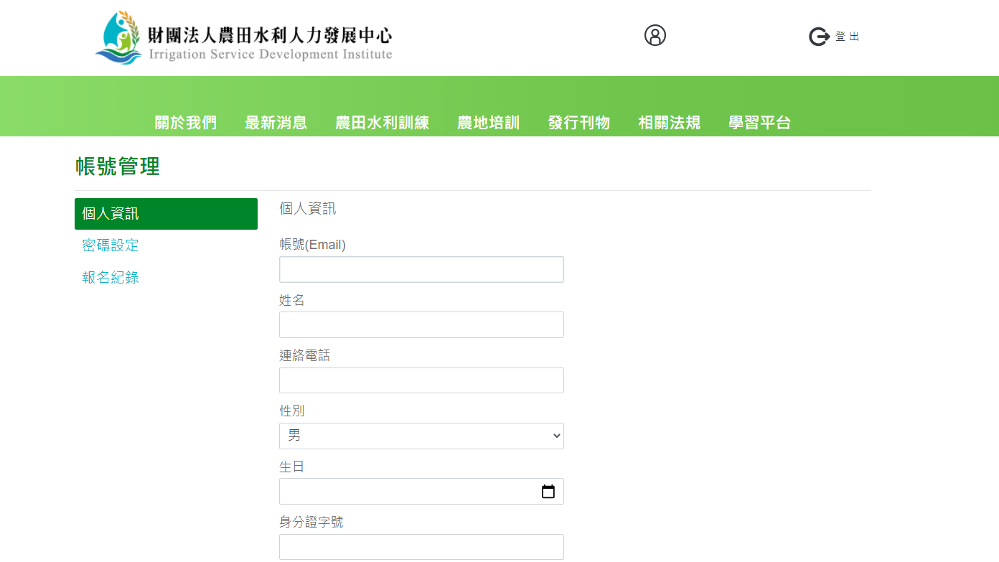 財團法人農田水利人力發展中心
Irrigation Service Development Institute
登出
關於我們 最新消息 農田水利訓練 農地培訓 發行刊物 相關法規 學習平台
帳號管理
個人資訊
密碼設定
報名紀錄
個人資訊
帳號(Email)
姓名
連絡電話
性別
男
生日
身分證字號